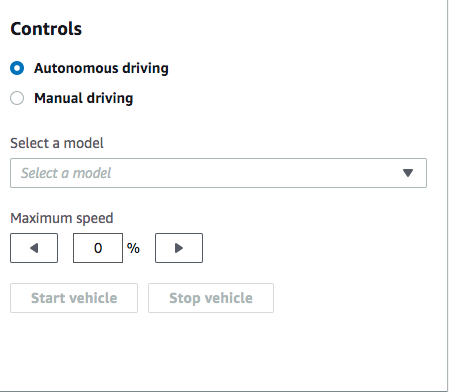 Controls
Autonomous driving
Manual driving
Select a model
Select a model
Maximum speed
0 %
Start vehicle Stop vehicle